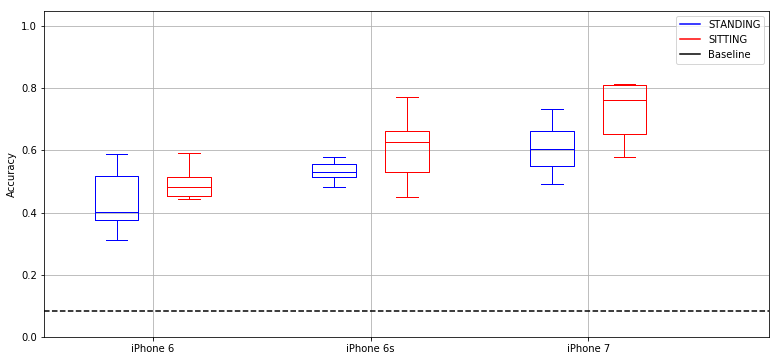 STANDING
SITTING
Baseline
Accuracy
1.0
0.8
0.6
0.4
0.2
0.0
iPhone 6
iPhone 6s
iPhone 7